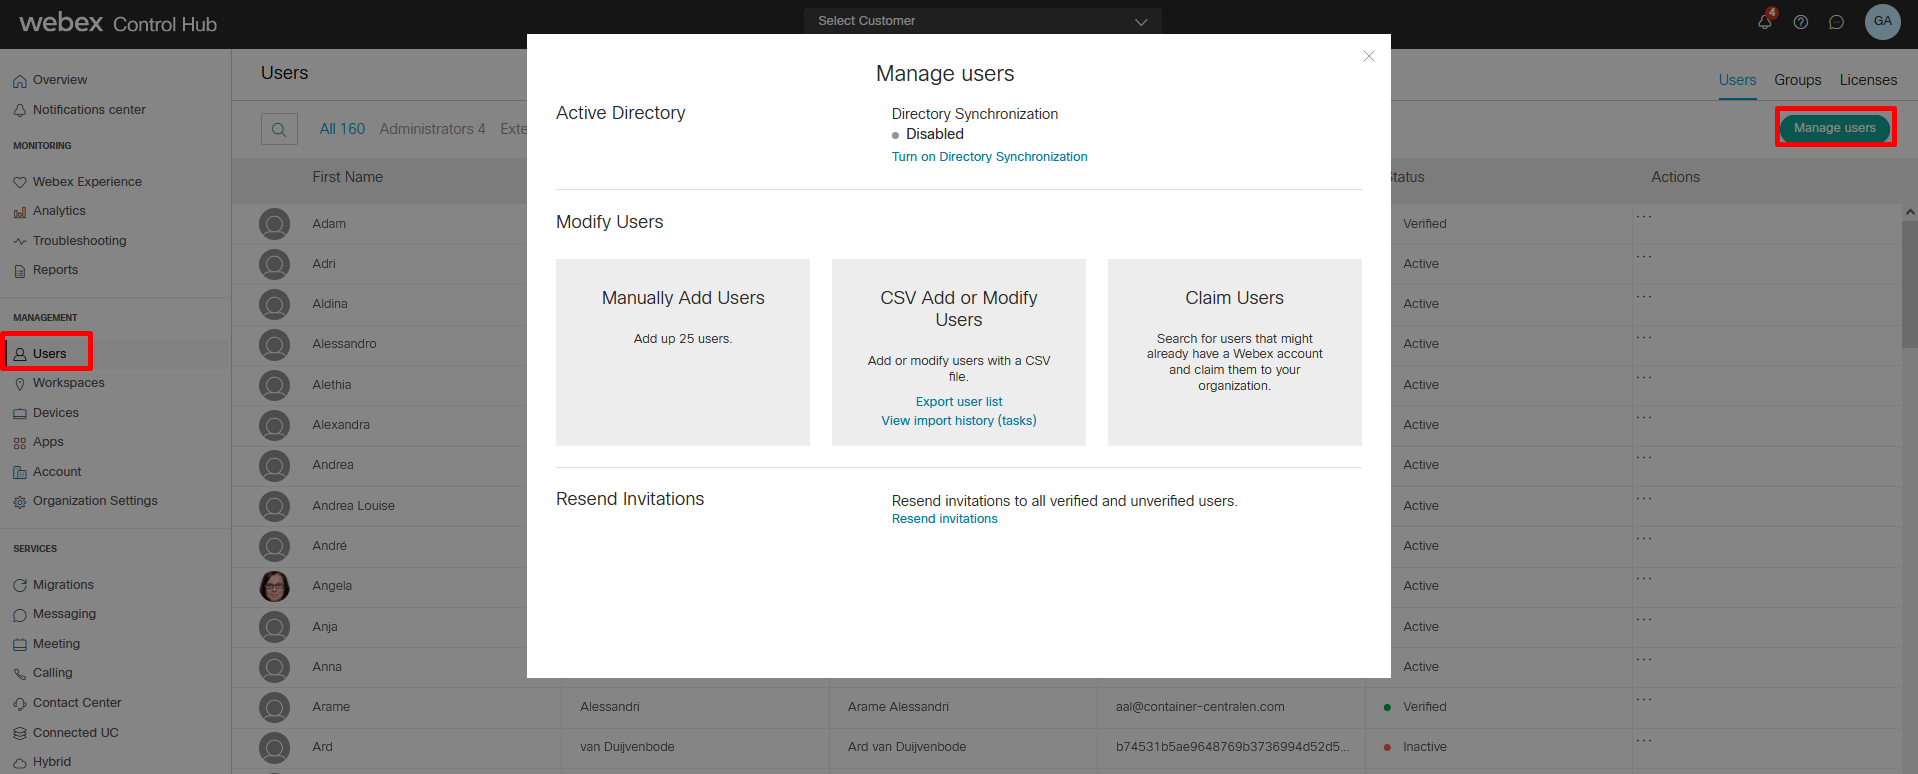 webex Control Hub
Select Customer
4
GA
Overview
Notifications center
MONITORING
Webex Experience
Analytics
Troubleshooting
Reports
MANAGEMENT
Users
Workspaces
Devices
Apps
Account
Organization Settings
SERVICES
Migrations
Messaging
Meeting
Calling
Contact Center
Connected UC
Hybrid
Users
Users Groups Licenses
All 160 Administrators 4 Exte
Manage users
First Name
tatus
Actions
Adam
Verified
...
Adri
Active
...
Aldina
Active
...
Alessandro
Active
...
Alethia
Active
...
Alexandra
Active
...
Andrea
Active
...
Andrea Louise
Active
...
André
Active
...
Angela
Active
...
Anja
Active
...
Anna
Active
...
Arame Alessandri Arame Alessandri aal@container-centralen.com Verified ...
Ard van Duijvenbode Ard van Duijvenbode b74531b5ae9648769b3736994d52d5... Inactive ...
Manage users
Active Directory
Directory Synchronization
Disabled
Turn on Directory Synchronization
Modify Users
Manually Add Users
Add up 25 users.
CSV Add or Modify
Users
Add or modify users with a CSV
file.
Export user list
View import history (tasks)
Claim Users
Search for users that might
already have a Webex account
and claim them to your
organization.
Resend Invitations
Resend invitations to all verified and unverified users.
Resend invitations